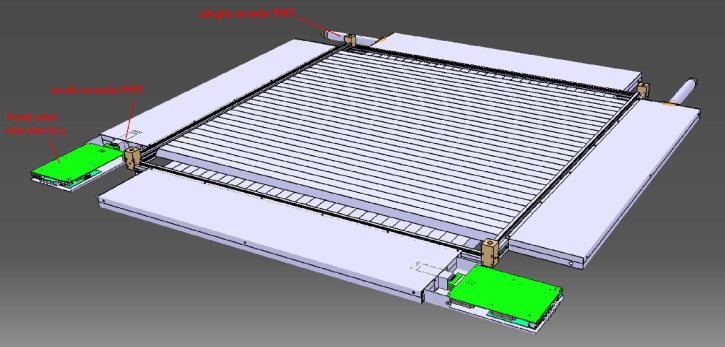 single-anode PMT
multi-anode PMT
front-end
electronics